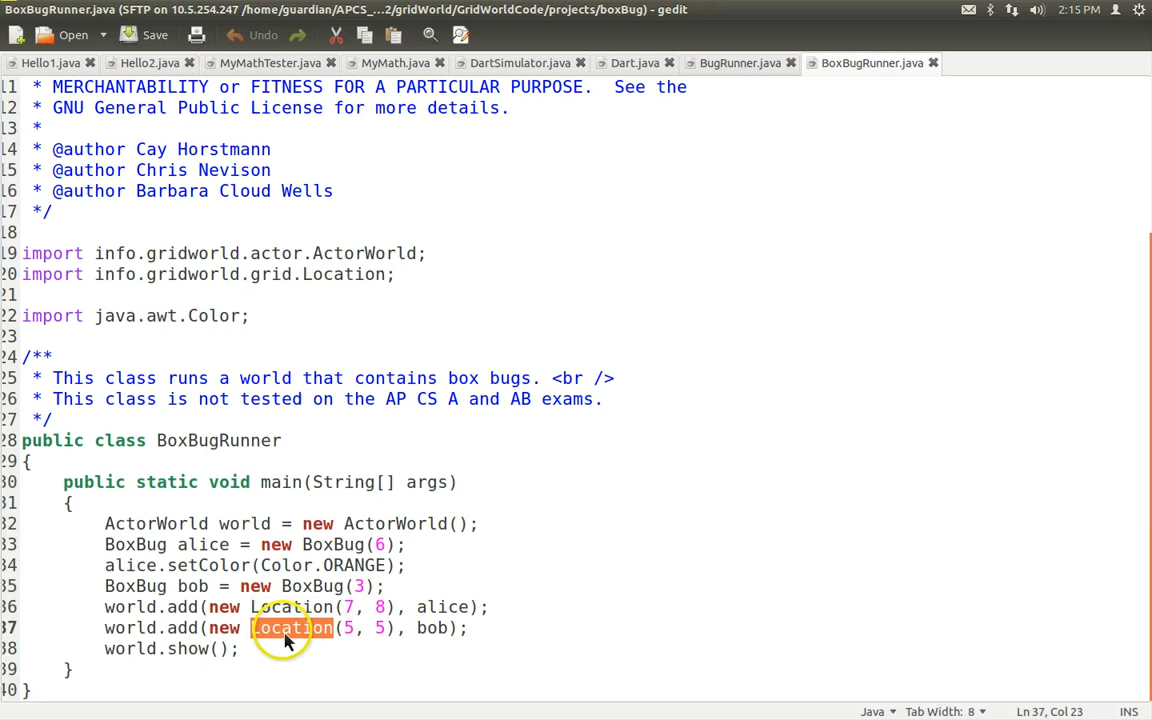 BoxBugRunner.java (SFTP on 10.5.254.247 /home/guardian/APCS_...2/gridWorld/GridWorldCode/projects/boxBug) - gedit
2:15 PM
Open Save Undo
Hello1.java Hello2.java MyMathTester.java MyMath.java DartSimulator.java Dart.java BugRunner.java BoxBugRunner.java
11 * MERCHANTABILITY or FITNESS FOR A PARTICULAR PURPOSE.  See the
12 * GNU General Public License for more details.
13 *
14 * @author Cay Horstmann
15 * @author Chris Nevison
16 * @author Barbara Cloud Wells
17 */
18
19 import info.gridworld.actor.ActorWorld;
20 import info.gridworld.grid.Location;
21
22 import java.awt.Color;
23
24 /**
25 * This class runs a world that contains box bugs. <br />
26 * This class is not tested on the AP CS A and AB exams.
27 */
28 public class BoxBugRunner
29 {
30     public static void main(String[] args)
31     {
32         ActorWorld world = new ActorWorld();
33         BoxBug alice = new BoxBug(6);
34         alice.setColor(Color.ORANGE);
35         BoxBug bob = new BoxBug(3);
36         world.add(new Location(7, 8), alice);
37         world.add(new Location(5, 5), bob);
38         world.show();
39     }
40 }
Java Tab Width: 8 Ln 37, Col 23 INS